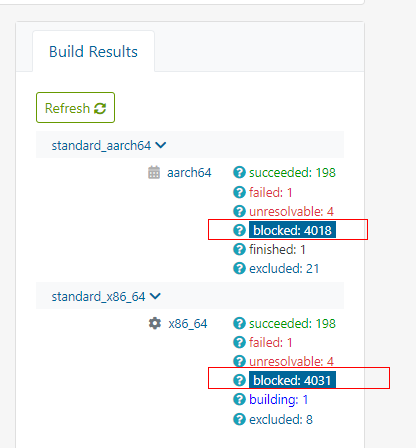 Build Results
Refresh
standard_aarch64
aarch64
succeeded: 198
failed: 1
unresolvable: 4
blocked: 4018
finished: 1
excluded: 21
standard_x86_64
x86_64
succeeded: 198
failed: 1
unresolvable: 4
blocked: 4031
building: 1
excluded: 8